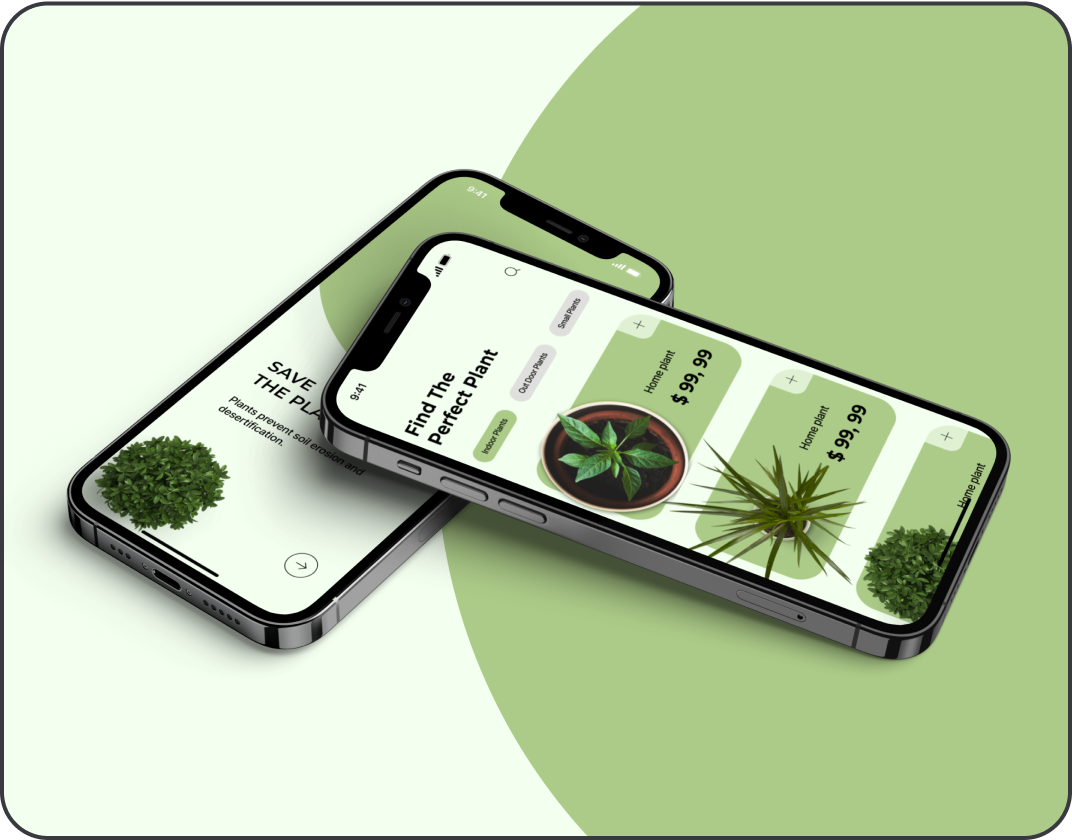 9:41
SAVE
THE PLA
Plants prevent soil erosion and
desertification.
9:41
Find The
Perfect Plant
Indoor Plants
Out Door Plants
Small Plants
Home plant
$ 99, 99
Home plant
$ 99, 99
Home plant